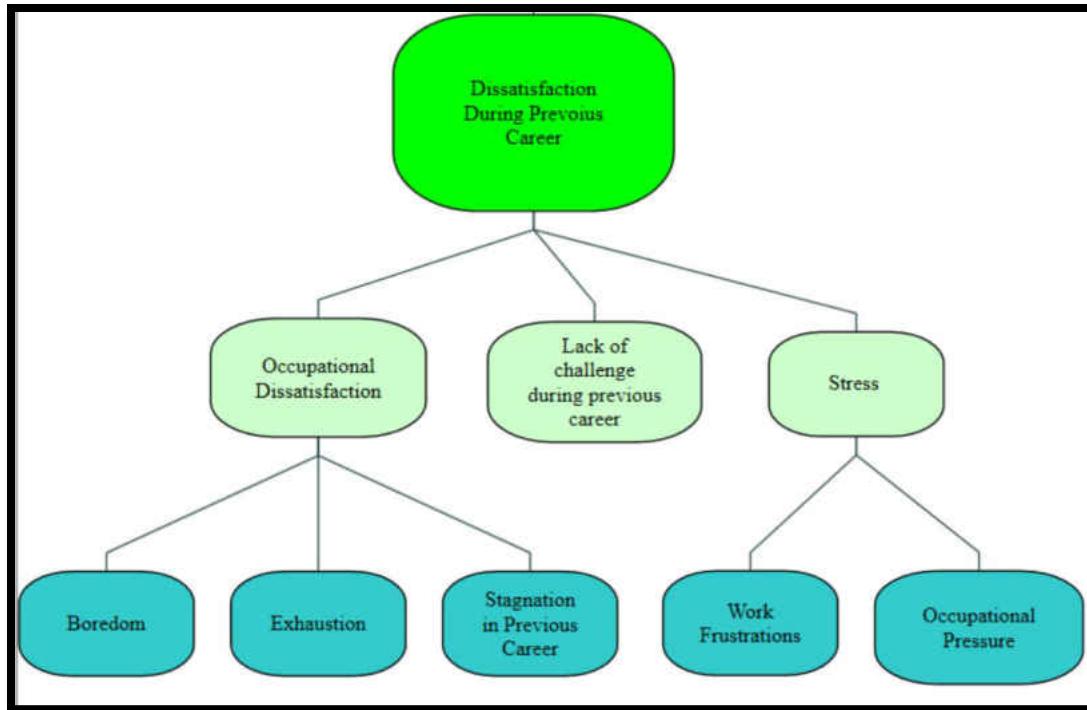 Dissatisfaction
During Prevoius
Career
Occupational
Dissatisfaction
Lack of
challenge
during previous
career
Stress
Boredom
Exhaustion
Stagnation
in Previous
Career
Work
Frustrations
Occupational
Pressure